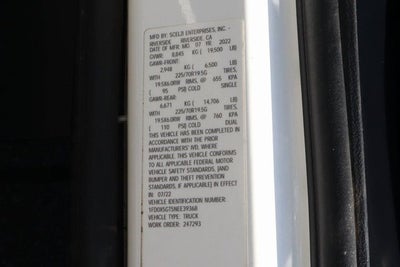 MFG BY: SCELZI ENTERPRISES, INC. -
RIVERSIDE RIVERSIDE, CA
DATE OF MFR: MO. 07 YR: 2022
GVWR: 8,845 KG ( 19,500 LB)
GAWR-FRONT:
2,948 KG ( 6,500 LB)
WITH 225/70R19.5G TIRES,
19.5X6.0RW RIMS, @ 655 KPA
( 95 PSI) COLD SINGLE
GAWR-REAR:
6,671 KG ( 14,706 LB)
WITH 225/70R19.5G TIRES,
19.5X6.0RW RIMS, @ 760 KPA
( 110 PSI) COLD DUAL
THIS VEHICLE HAS BEEN COMPLETED IN
ACCORDANCE WITH THE PRIOR
MANUFACTURERS' IVD, WHERE
APPLICABLE. THIS VEHICLE CONFORMS
TO ALL APPLICABLE FEDERAL MOTOR
VEHICLE SAFETY STANDARDS, [AND
BUMPER AND THEFT PREVENTION
STANDARDS, IF APPLICABLE] IN EFFECT
IN: 07/22
VEHICLE IDENTIFICATION NUMBER:
1FD0X5GT5NEE39368
VEHICLE TYPE: TRUCK
WORK ORDER: 247293